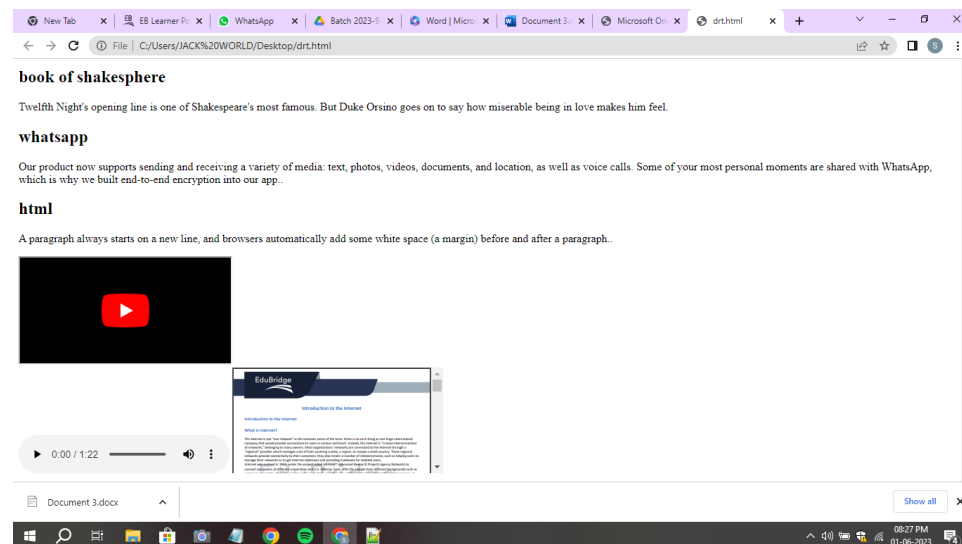 New Tab
EB Learner Po
WhatsApp
Batch 2023-9
Word | Micro
Document 3.d
Microsoft On
drt.html
File | C:/Users/JACK%20WORLD/Desktop/drt.html
S
book of shakesphere
Twelfth Night's opening line is one of Shakespeare's most famous. But Duke Orsino goes on to say how miserable being in love makes him feel.
whatsapp
Our product now supports sending and receiving a variety of media: text, photos, videos, documents, and location, as well as voice calls. Some of your most personal moments are shared with WhatsApp,
which is why we built end-to-end encryption into our app..
html
A paragraph always starts on a new line, and browsers automatically add some white space (a margin) before and after a paragraph..
EduBridge
Introduction to the Internet
Introduction to the Internet
What is Internet?
0:00 / 1:22
Document 3.docx
Show all
08:27 PM
01-06-2023